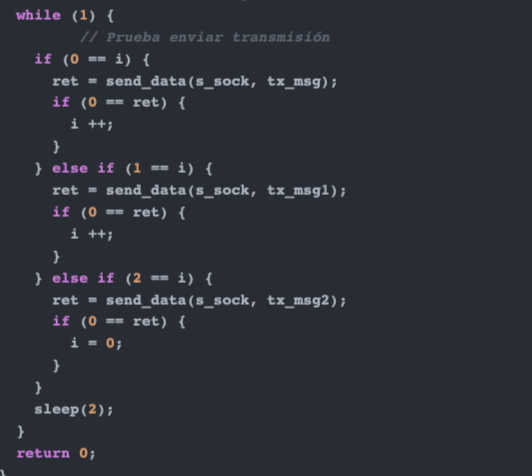 while (1) {
// Prueba enviar transmisión
if (0 == i) {
ret = send_data(s_sock, tx_msg);
if (0 == ret) {
i ++;
}
} else if (1 == i) {
ret = send_data(s_sock, tx_msg1);
if (0 == ret) {
i ++;
}
} else if (2 == i) {
ret = send_data(s_sock, tx_msg2);
if (0 == ret) {
i = 0;
}
}
sleep(2);
}
return 0;
}